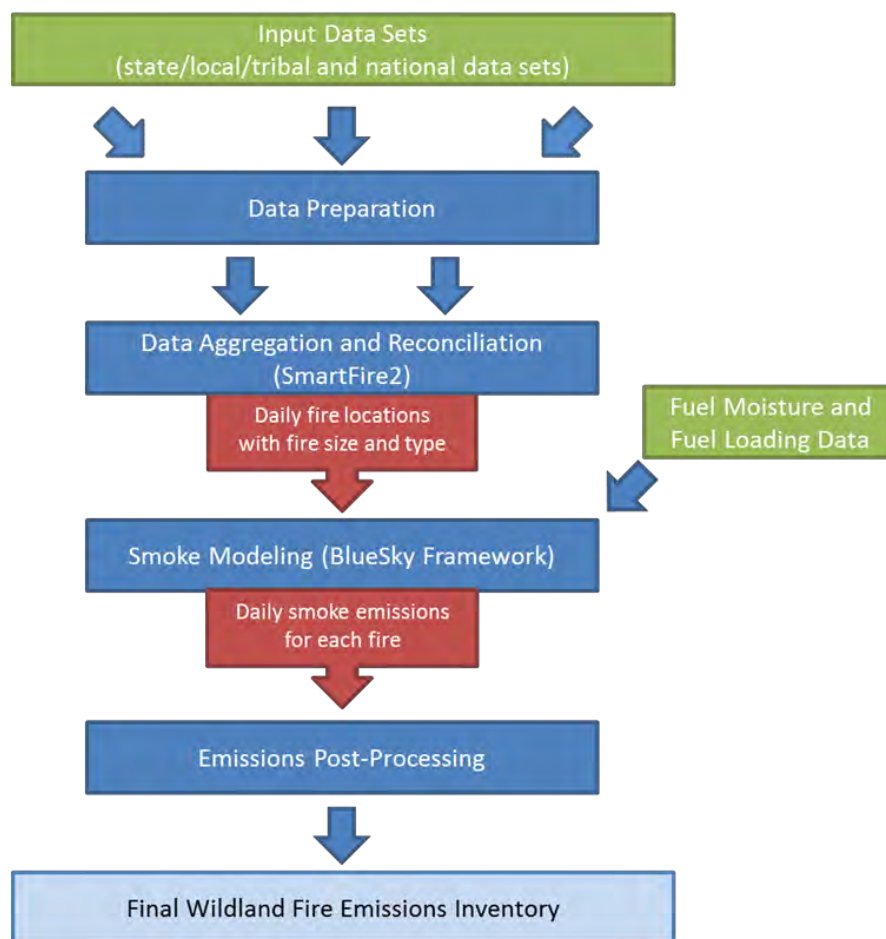 Input Data Sets
(state/local/tribal and national data sets)
Data Preparation
Data Aggregation and Reconciliation
(SmartFire2)
Daily fire locations
with fire size and type
Fuel Moisture and
Fuel Loading Data
Smoke Modeling (BlueSky Framework)
Daily smoke emissions
for each fire
Emissions Post-Processing
Final Wildland Fire Emissions Inventory